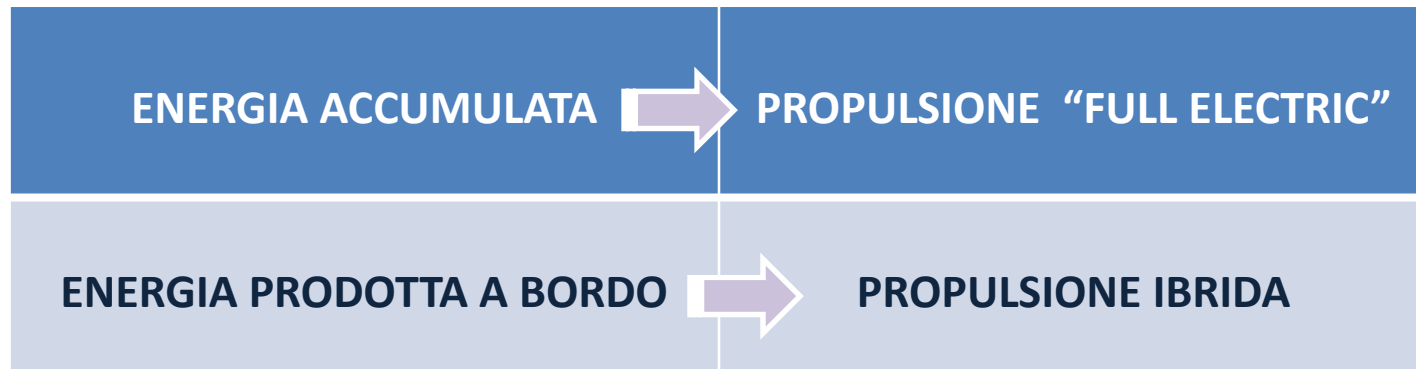 ENERGIA ACCUMULATA PROPULSIONE “FULL ELECTRIC”
ENERGIA PRODOTTA A BORDO PROPULSIONE IBRIDA